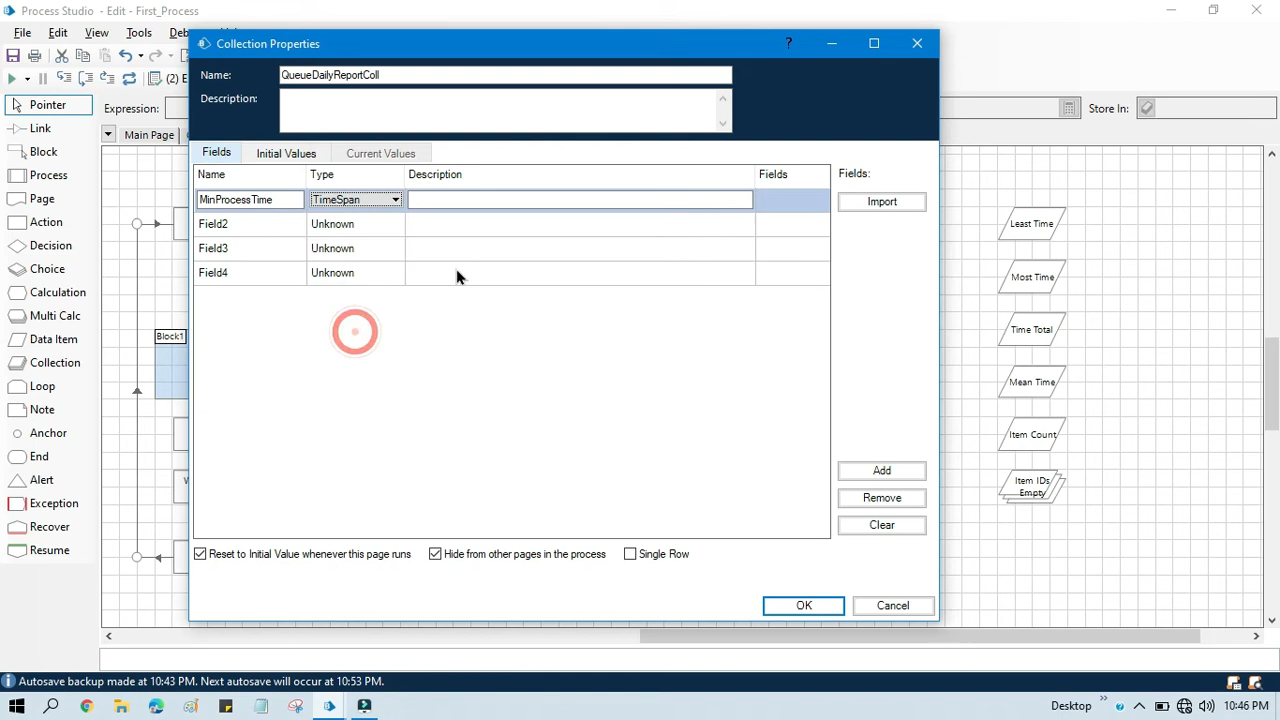 Process Studio - Edit - First_Process
File Edit View Tools
Collection Properties
?
Name: QueueDailyReportColl
Description:
(2)
Expression: Store In:
Main Page
Pointer
Link
Block
Process
Page
Action
Decision
Choice
Calculation
Multi Calc
Data Item
Collection
Loop
Note
Anchor
End
Alert
Exception
Recover
Resume
Block1
Fields Initial Values Current Values
Name Type Description Fields
MinProcessTime TimeSpan
Field2 Unknown
Field3 Unknown
Field4 Unknown
Fields:
Import
Add
Remove
Clear
Reset to Initial Value whenever this page runs Hide from other pages in the process Single Row
OK Cancel
Least Time
Most Time
Time Total
Mean Time
Item Count
Item IDs
Empty
Autosave backup made at 10:43 PM. Next autosave will occur at 10:53 PM.
Desktop 10:46 PM